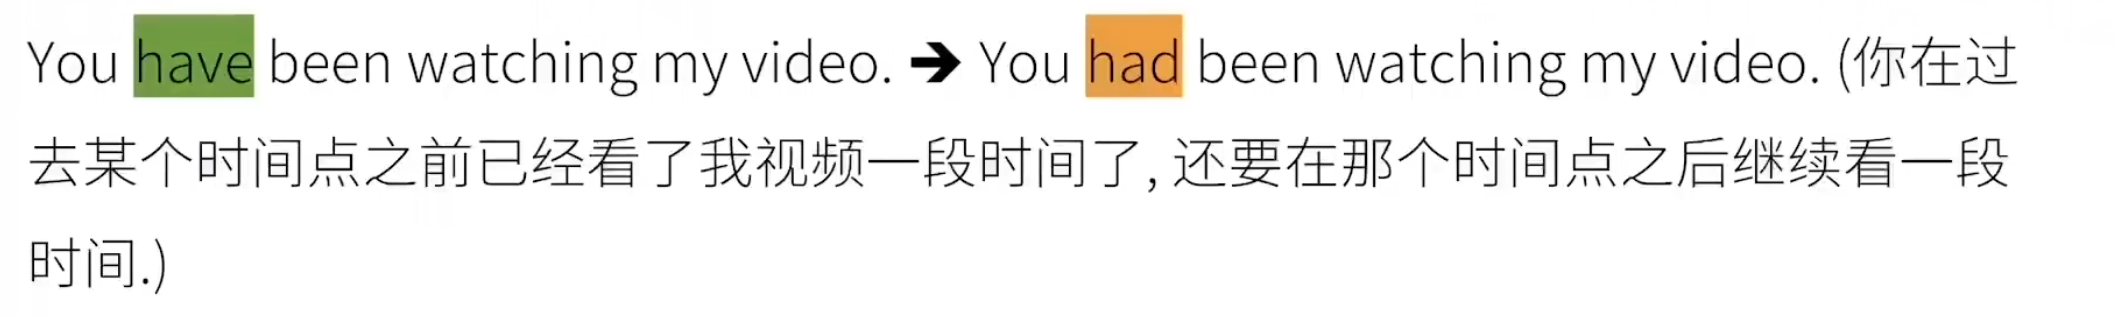 You have been watching my video. ➔ You had been watching my video. (你在过
去某个时间点之前已经看了我视频一段时间了, 还要在那个时间点之后继续看一段
时间.)